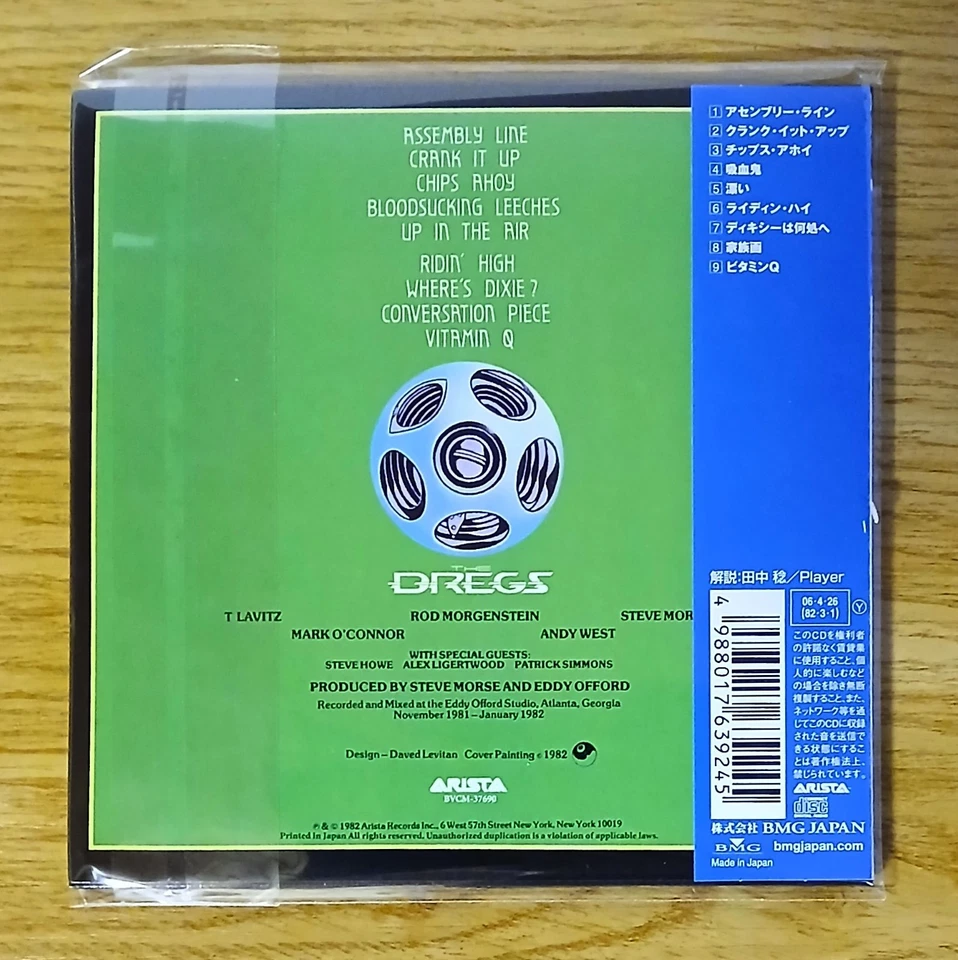 ASSEMBLY LINE
CRANK IT UP
CHIPS AHOY
BLOODSUCKING LEECHES
UP IN THE AIR
RIDIN' HIGH
WHERE'S DIXIE?
CONVERSATION PIECE
VITAMIN Q
THE
DREGS
T LAVITZ ROD MORGENSTEIN STEVE MOR
MARK O'CONNOR ANDY WEST
WITH SPECIAL GUESTS:
STEVE HOWE ALEX LIGERTWOOD PATRICK SIMMONS
PRODUCED BY STEVE MORSE AND EDDY OFFORD
Recorded and Mixed at the Eddy Offord Studio, Atlanta, Georgia
November 1981–January 1982
Design–Daved Levitan Cover Painting © 1982
ARISTA
BVCM-37690
℗ & © 1982 Arista Records Inc., 6 West 57th Street New York, New York 10019
Printed in Japan All rights reserved. Unauthorized duplication is a violation of applicable laws.
1 アセンブリー・ライン
2 クランク・イット・アップ
3 チップス・アホイ
4 吸血鬼
5 漂い
6 ライディン・ハイ
7 ディキシーは何処へ
8 家族画
9 ビタミンQ
解説:田中 稔/Player
4 988017 639245
06・4・26
(82・3・1)
Y
このCDを権利者
の許諾なく賃貸業
に使用すること、個
人的に楽しむなど
の場合を除き無断
複製すること、また、
ネットワーク等を通
じてこのCDに収録
された音を送信で
きる状態にするこ
とは著作権法上、
禁じられています。
ARISTA
disc
株式会社 BMG JAPAN
BMG bmgjapan.com
Made in Japan